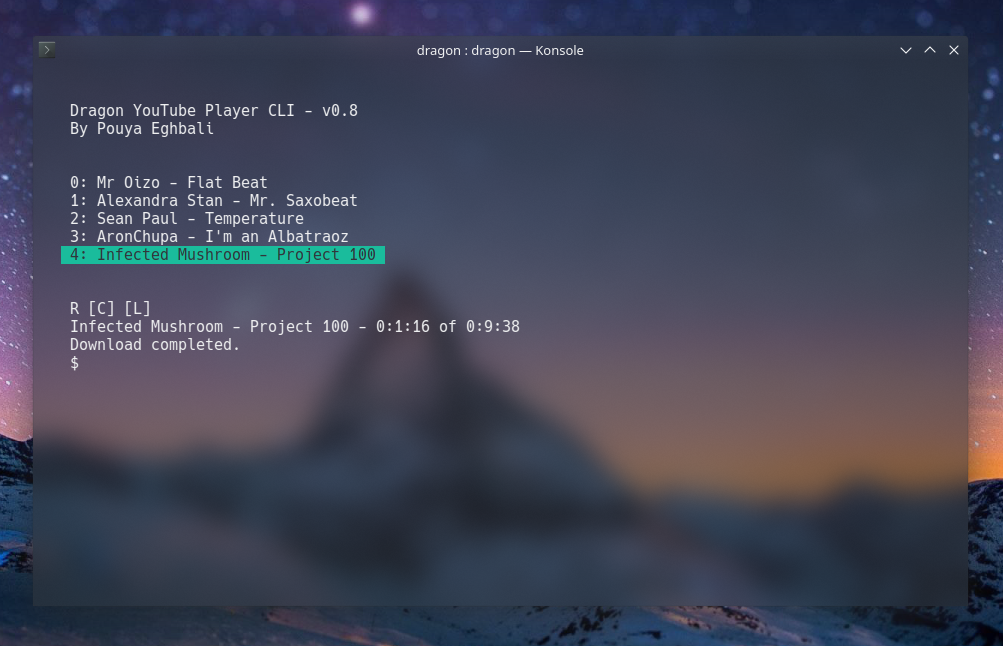 dragon : dragon — Konsole
Dragon YouTube Player CLI – v0.8
By Pouya Eghbali
0: Mr Oizo – Flat Beat
1: Alexandra Stan – Mr. Saxobeat
2: Sean Paul – Temperature
3: AronChupa – I'm an Albatraoz
4: Infected Mushroom – Project 100
R [C] [L]
Infected Mushroom – Project 100 – 0:1:16 of 0:9:38
Download completed.
$